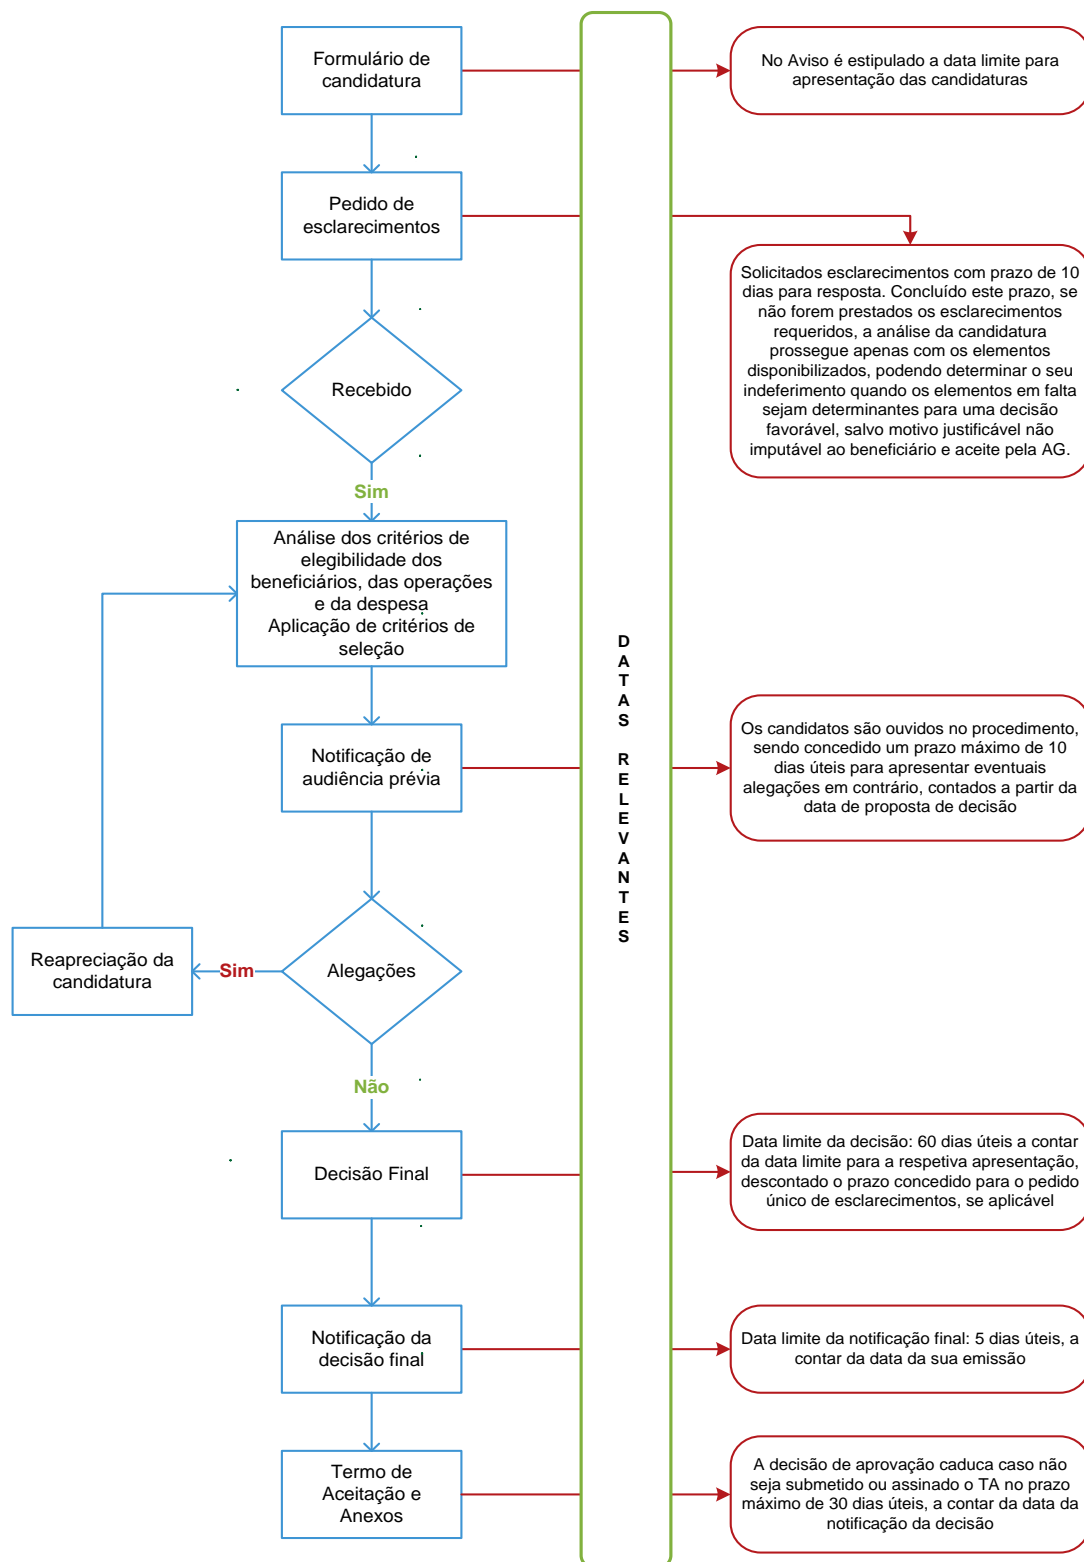 Formulário de
candidatura
No Aviso é estipulado a data limite para
apresentação das candidaturas
Pedido de
esclarecimentos
Solicitados esclarecimentos com prazo de 10
dias para resposta. Concluído este prazo, se
não forem prestados os esclarecimentos
requeridos, a análise da candidatura
prossegue apenas com os elementos
disponibilizados, podendo determinar o seu
indeferimento quando os elementos em falta
sejam determinantes para uma decisão
favorável, salvo motivo justificável não
imputável ao beneficiário e aceite pela AG.
Recebido
Sim
Análise dos critérios de
elegibilidade dos
beneficiários, das operações
e da despesa
Aplicação de critérios de
seleção
DATAS RELEVANTES
Notificação de
audiência prévia
Os candidatos são ouvidos no procedimento,
sendo concedido um prazo máximo de 10
dias úteis para apresentar eventuais
alegações em contrário, contados a partir da
data de proposta de decisão
Reapreciação da
candidatura
Sim
Alegações
Não
Decisão Final
Data limite da decisão: 60 dias úteis a contar
da data limite para a respetiva apresentação,
descontado o prazo concedido para o pedido
único de esclarecimentos, se aplicável
Notificação da
decisão final
Data limite da notificação final: 5 dias úteis, a
contar da data da sua emissão
Termo de
Aceitação e
Anexos
A decisão de aprovação caduca caso não
seja submetido ou assinado o TA no prazo
máximo de 30 dias úteis, a contar da data da
notificação da decisão